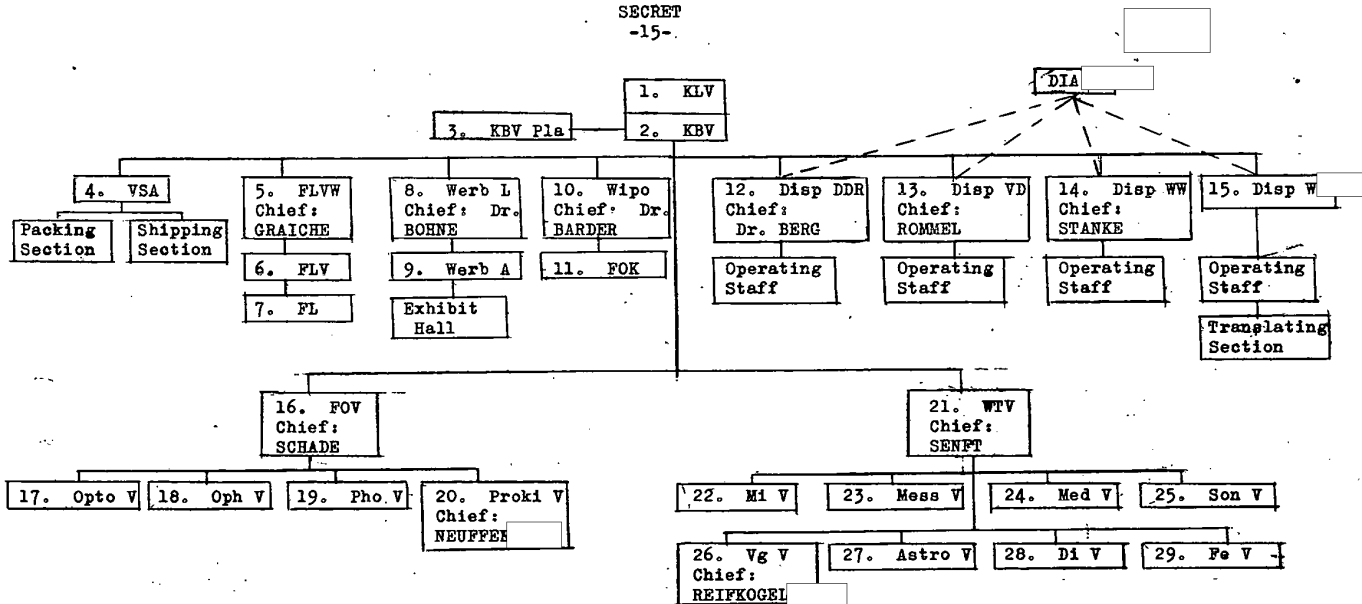 SECRET
-15-
DIA
1. KLV
3. KBV Pla
2. KBV
4. VSA
Packing
Section
Shipping
Section
5. FLVW
Chief:
GRAICHE
6. FLV
7. FL
8. Werb L
Chief: Dr.
BOHNE
9. Werb A
Exhibit
Hall
10. Wipo
Chief: Dr.
BARDER
11. FOK
12. Disp DDR
Chief:
Dr. BERG
Operating
Staff
13. Disp VD
Chief:
ROMMEL
Operating
Staff
14. Disp WW
Chief:
STANKE
Operating
Staff
15. Disp W
Operating
Staff
Translating
Section
16. FOV
Chief:
SCHADE
17. Opto V
18. Oph V
19. Pho V
20. Proki V
Chief:
NEUFFER
21. WTV
Chief:
SENFT
22. Mi V
23. Mess V
24. Med V
25. Son V
26. Vg V
Chief:
REIFKOGEL
27. Astro V
28. Di V
29. Fe V